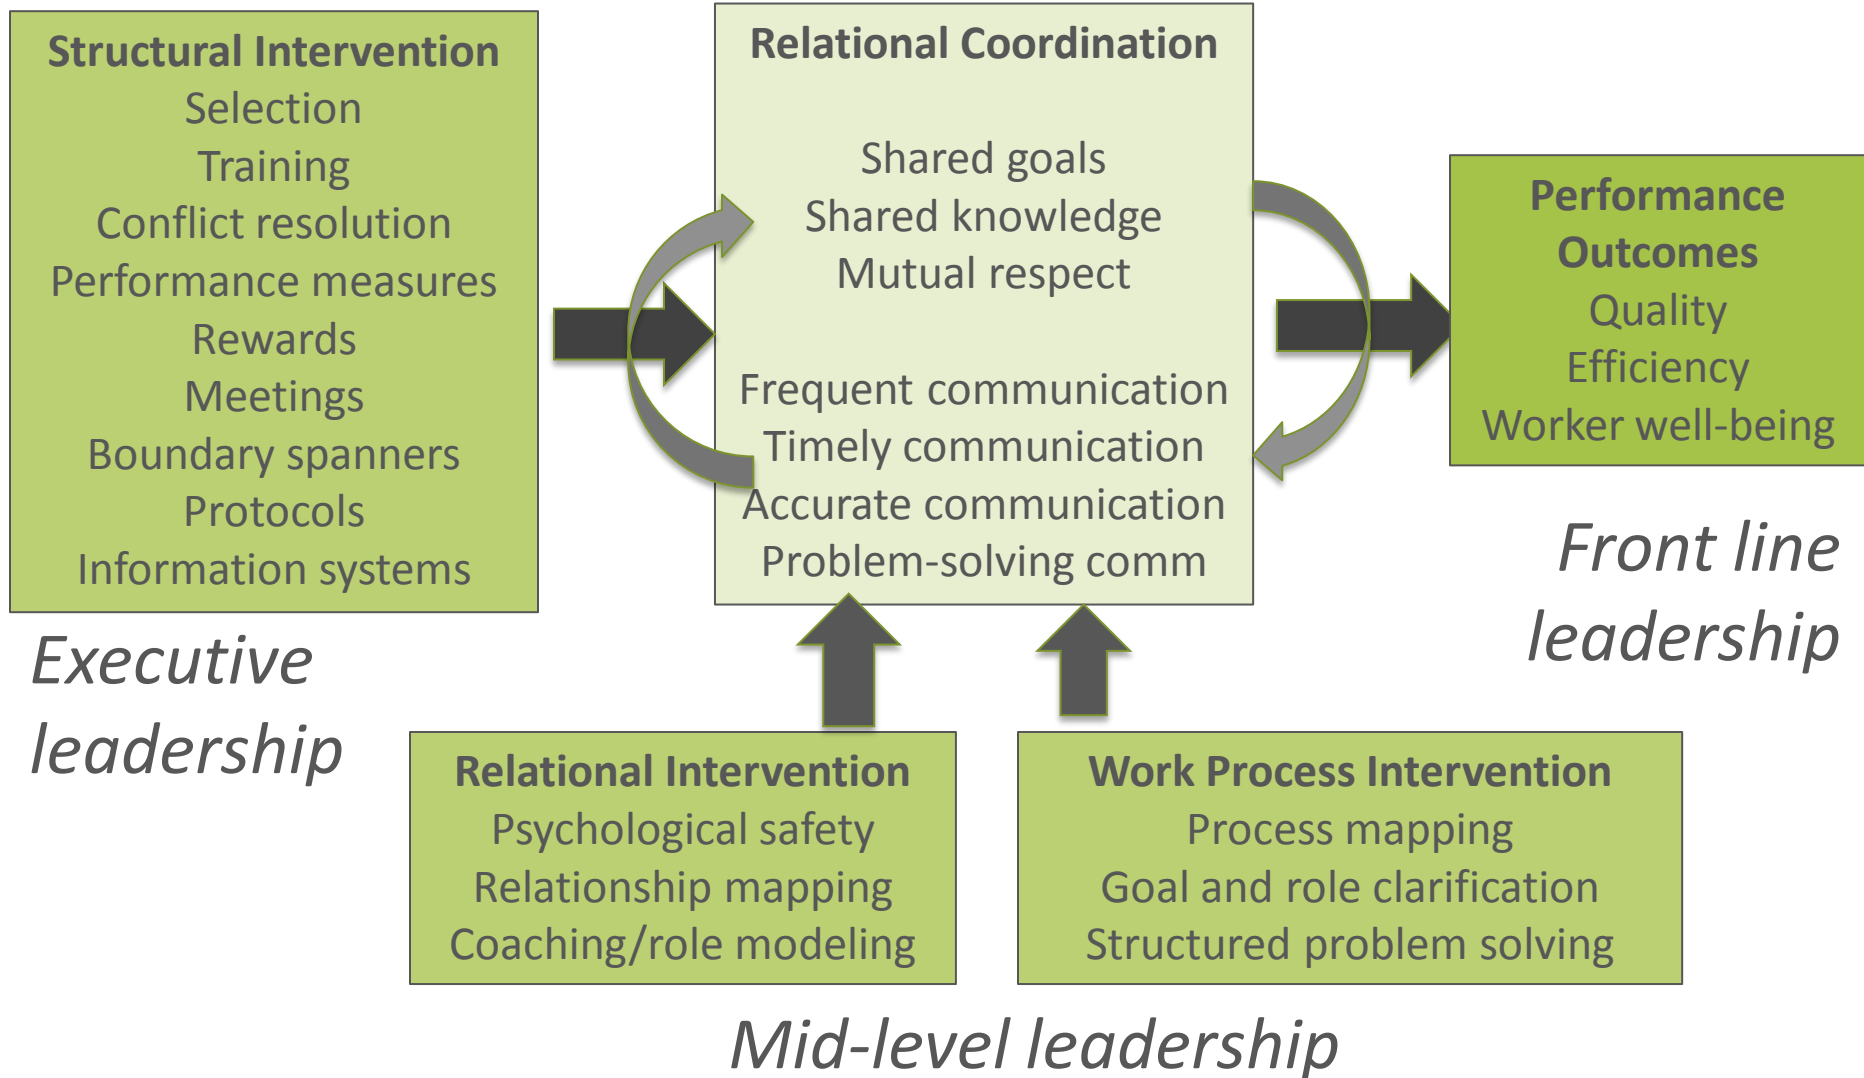 Structural Intervention
Selection
Training
Conflict resolution
Performance measures
Rewards
Meetings
Boundary spanners
Protocols
Information systems
Relational Coordination
Shared goals
Shared knowledge
Mutual respect
Frequent communication
Timely communication
Accurate communication
Problem-solving comm
Performance
Outcomes
Quality
Efficiency
Worker well-being
Executive
leadership
Front line
leadership
Relational Intervention
Psychological safety
Relationship mapping
Coaching/role modeling
Work Process Intervention
Process mapping
Goal and role clarification
Structured problem solving
Mid-level leadership